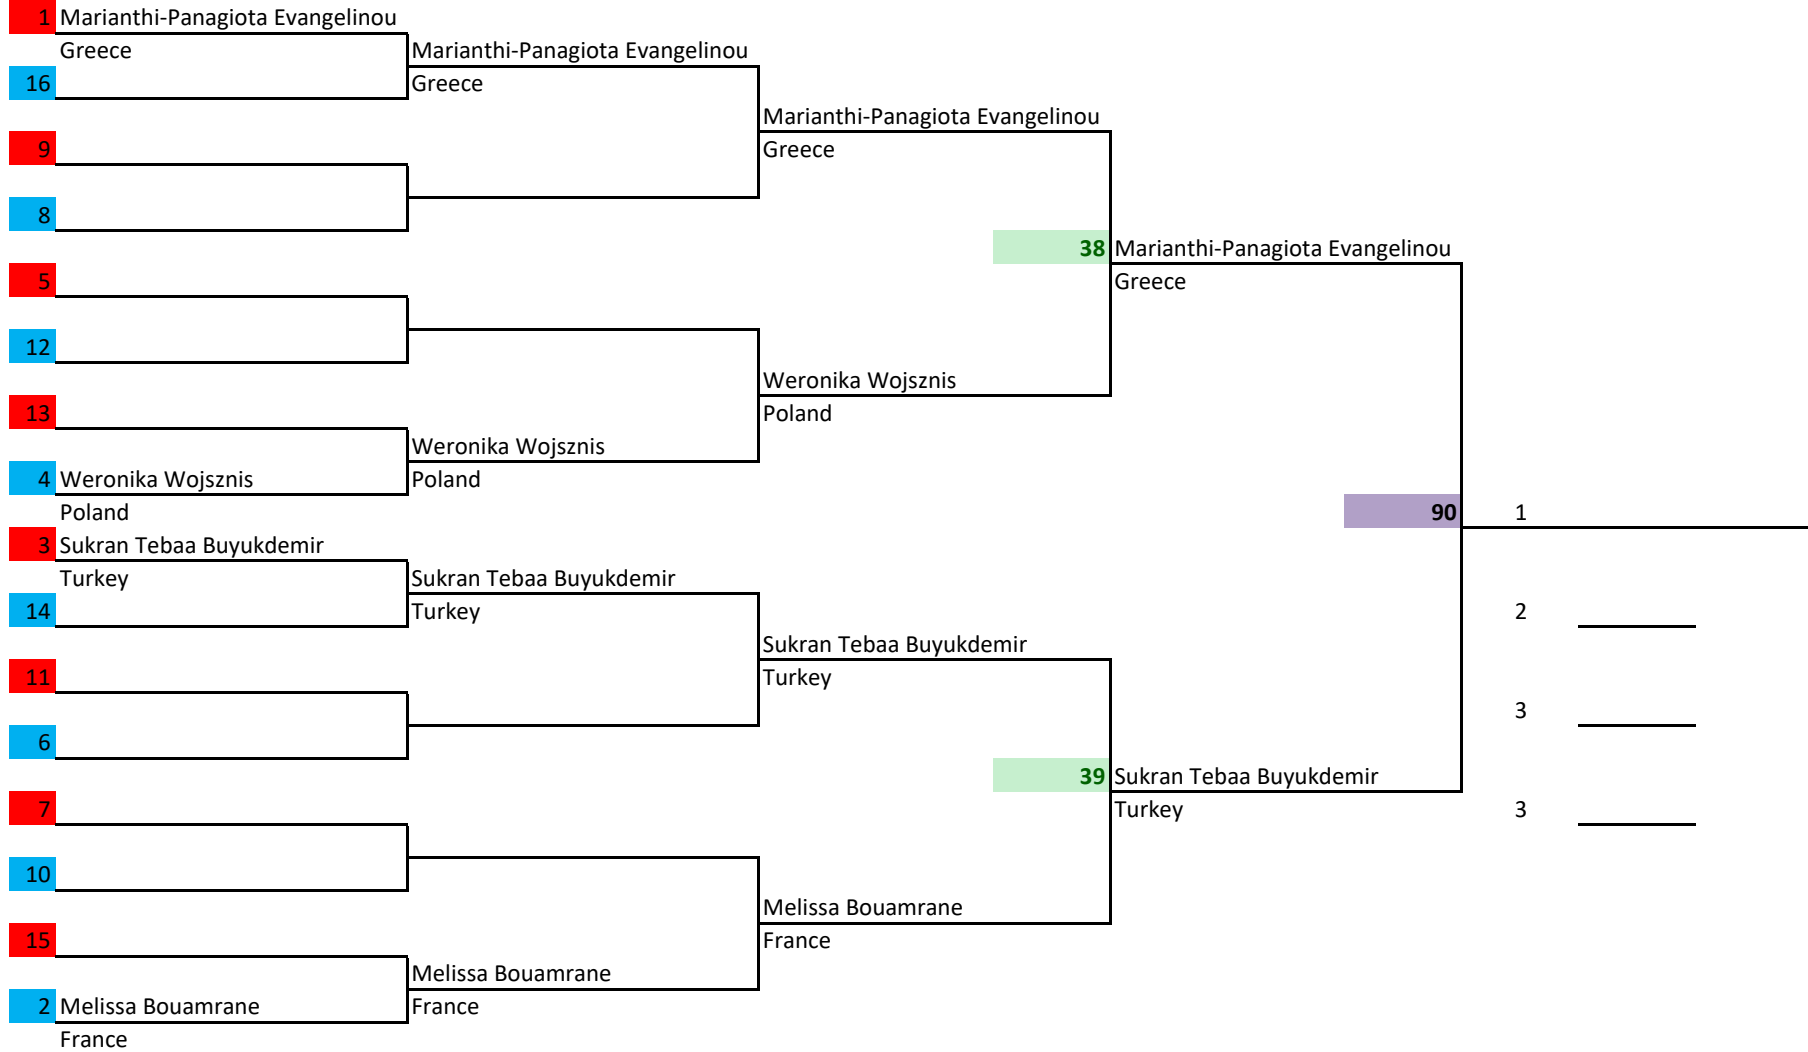 1 Marianthi-Panagiota Evangelinou
Greece
Marianthi-Panagiota Evangelinou
16
Greece
Marianthi-Panagiota Evangelinou
9
Greece
8
38 Marianthi-Panagiota Evangelinou
5
Greece
12
Weronika Wojsznis
13
Poland
Weronika Wojsznis
4 Weronika Wojsznis
Poland
Poland
90 1
3 Sukran Tebaa Buyukdemir
Turkey
Sukran Tebaa Buyukdemir
14
Turkey
2
Sukran Tebaa Buyukdemir
11
Turkey
3
6
39 Sukran Tebaa Buyukdemir
7
Turkey
3
10
Melissa Bouamrane
15
France
Melissa Bouamrane
2 Melissa Bouamrane
France
France